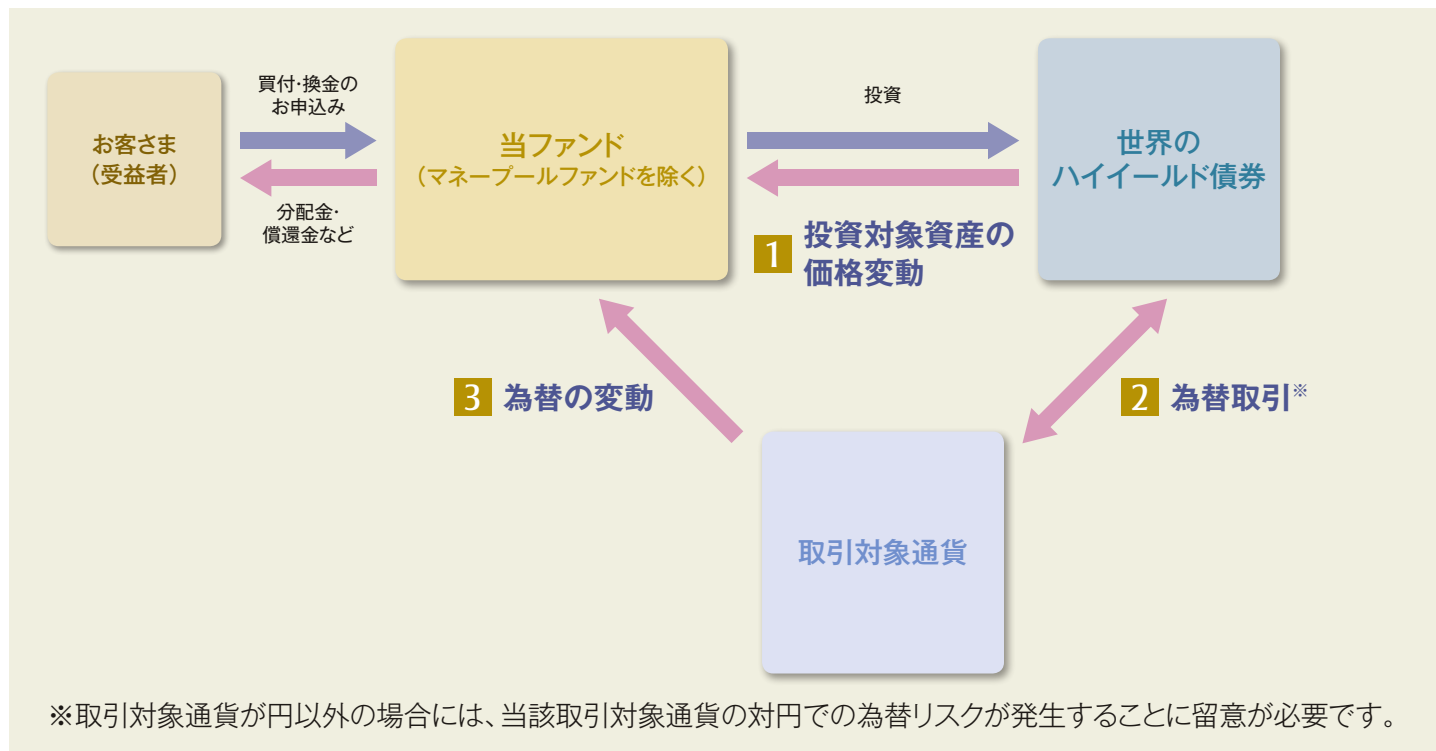 買付・換金の
お申込み
お客さま
（受益者）
分配金・
償還金など
当ファンド
（マネープールファンドを除く）
投資
世界の
ハイイールド債券
1 投資対象資産の
価格変動
3 為替の変動
2 為替取引※
取引対象通貨
※取引対象通貨が円以外の場合には、当該取引対象通貨の対円での為替リスクが発生することに留意が必要です。